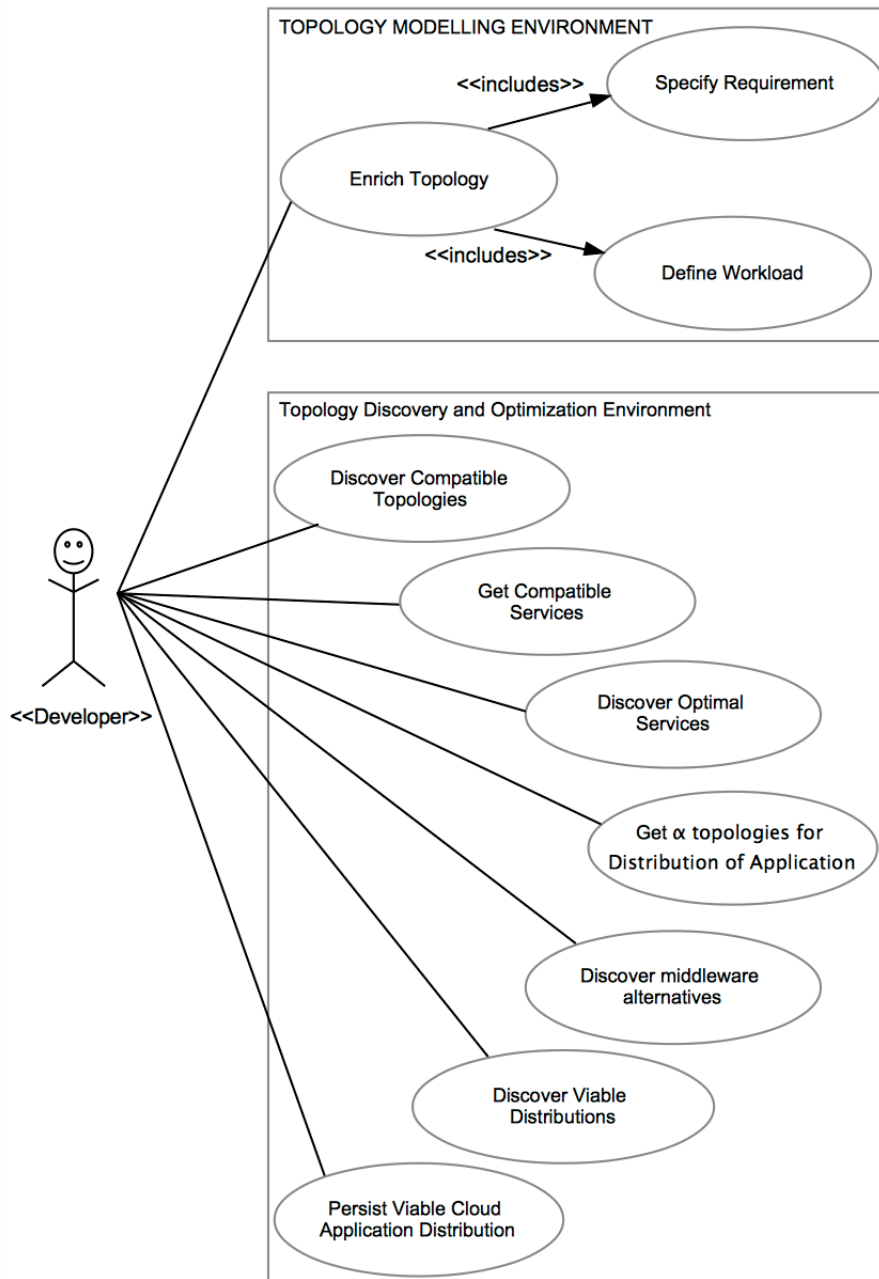 TOPOLOGY MODELLING ENVIRONMENT
<<includes>>
Specify Requirement
Enrich Topology
<<includes>>
Define Workload
Topology Discovery and Optimization Environment
Discover Compatible
Topologies
Get Compatible
Services
<<Developer>>
Discover Optimal
Services
Get α topologies for
Distribution of Application
Discover middleware
alternatives
Discover Viable
Distributions
Persist Viable Cloud
Application Distribution